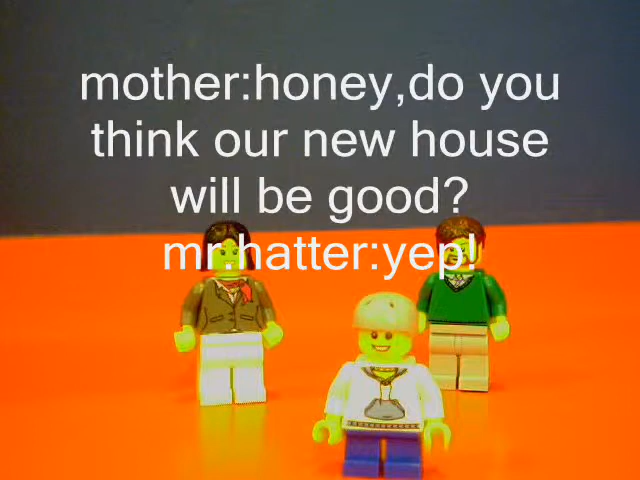 mother:honey,do you
think our new house
will be good?
mr.hatter:yep!